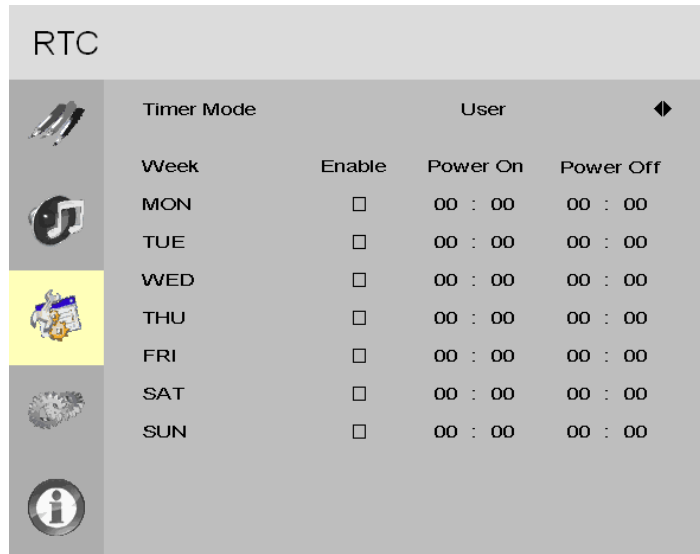 RTC
Timer Mode User
Week Enable Power On Power Off
MON 00 : 00 00 : 00
TUE 00 : 00 00 : 00
WED 00 : 00 00 : 00
THU 00 : 00 00 : 00
FRI 00 : 00 00 : 00
SAT 00 : 00 00 : 00
SUN 00 : 00 00 : 00